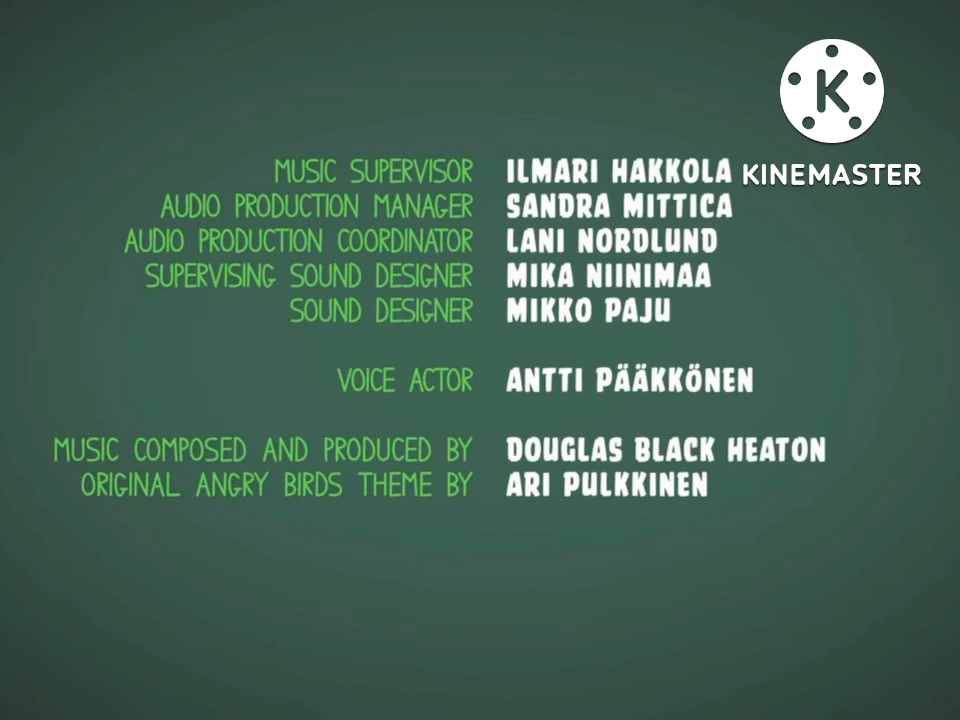 MUSIC SUPERVISOR ILMARI HAKKOLA
AUDIO PRODUCTION MANAGER SANDRA MITTICA
AUDIO PRODUCTION COORDINATOR LANI NORDLUND
SUPERVISING SOUND DESIGNER MIKA NIINIMAA
SOUND DESIGNER MIKKO PAJU
VOICE ACTOR ANTTI PÄÄKKÖNEN
MUSIC COMPOSED AND PRODUCED BY DOUGLAS BLACK HEATON
ORIGINAL ANGRY BIRDS THEME BY ARI PULKKINEN
K
KINEMASTER